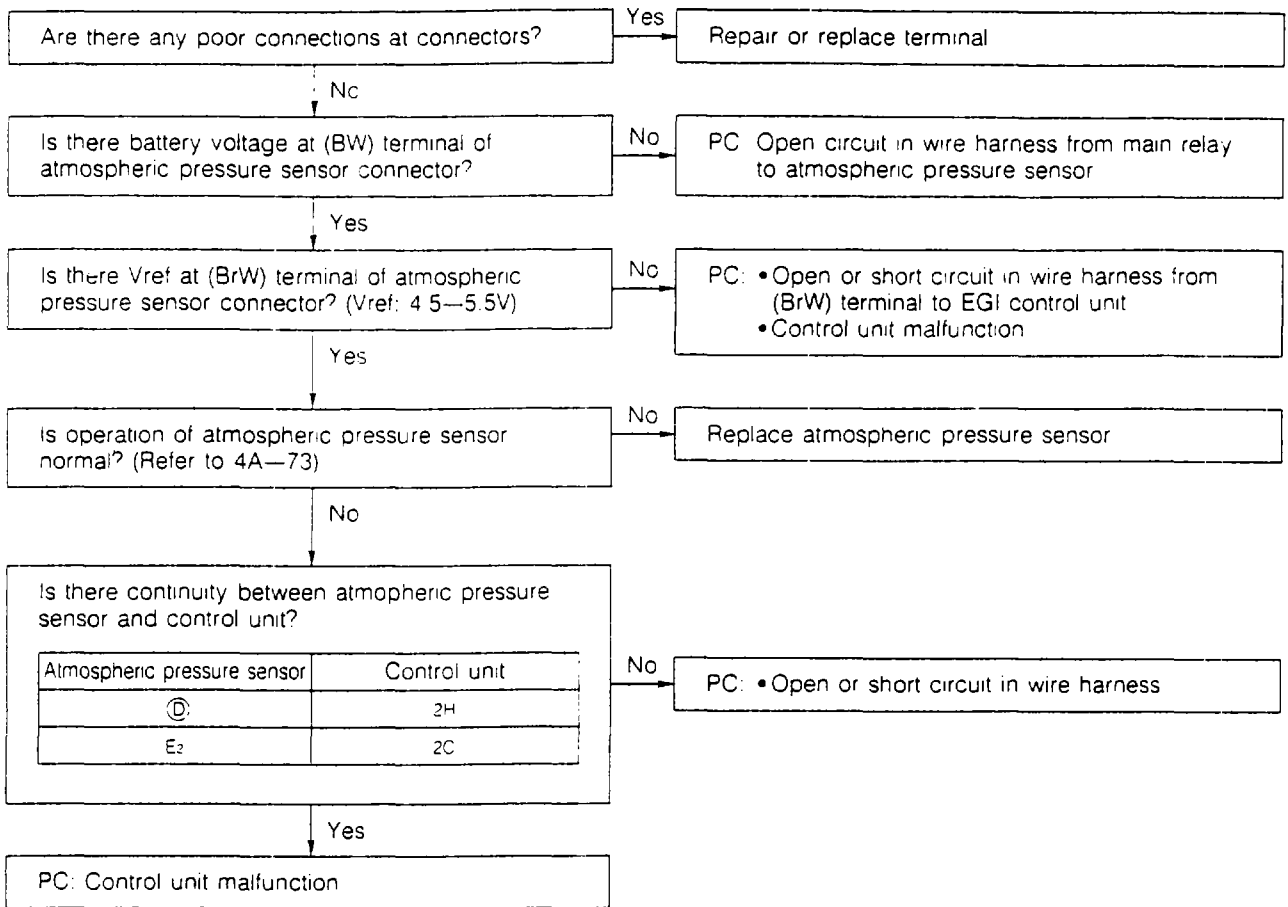 Are there any poor connections at connectors?
Yes
Repair or replace terminal
No
Is there battery voltage at (BW) terminal of
atmospheric pressure sensor connector?
No
PC Open circuit in wire harness from main relay
to atmospheric pressure sensor
Yes
Is there Vref at (BrW) terminal of atmospheric
pressure sensor connector? (Vref: 4 5—5.5V)
No
PC: • Open or short circuit in wire harness from
(BrW) terminal to EGI control unit
• Control unit malfunction
Yes
Is operation of atmospheric pressure sensor
normal? (Refer to 4A—73)
No
Replace atmospheric pressure sensor
No
Is there continuity between atmopheric pressure
sensor and control unit?
Atmospheric pressure sensor Control unit
Ⓓ 2H
E2 2C
No
PC: • Open or short circuit in wire harness
Yes
PC: Control unit malfunction